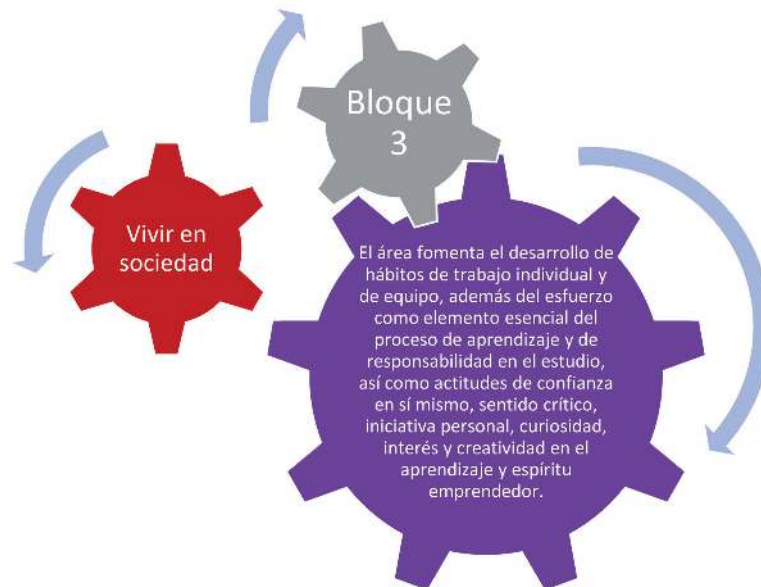 Bloque
3
Vivir en
sociedad
El área fomenta el desarrollo de
hábitos de trabajo individual y
de equipo, además del esfuerzo
como elemento esencial del
proceso de aprendizaje y de
responsabilidad en el estudio,
así como actitudes de confianza
en sí mismo, sentido crítico,
iniciativa personal, curiosidad,
interés y creatividad en el
aprendizaje y espíritu
emprendedor.